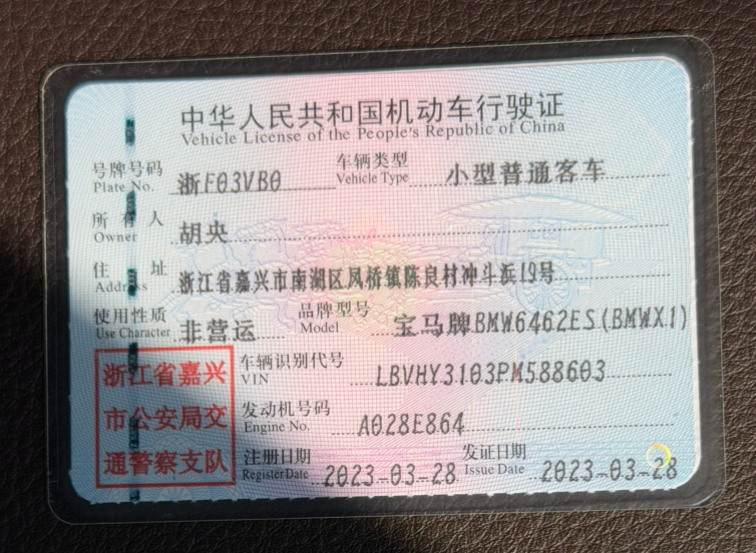 中华人民共和国机动车行驶证
Vehicle License of the People's Republic of China
号牌号码 浙F03VB0 车辆类型 小型普通客车
Plate No. Vehicle Type
所有人 胡央
Owner
住址 浙江省嘉兴市南湖区凤桥镇陈良村冲斗浜19号
Address
使用性质 非营运 品牌型号 宝马牌BMW6462ES(BMWX1)
Use Character Model
浙江省嘉兴 车辆识别代号 LBVHY3103PM588603
VIN
市公安局交 发动机号码 A028E864
Engine No.
通警察支队 注册日期 2023-03-28 发证日期 2023-03-28
Register Date Issue Date